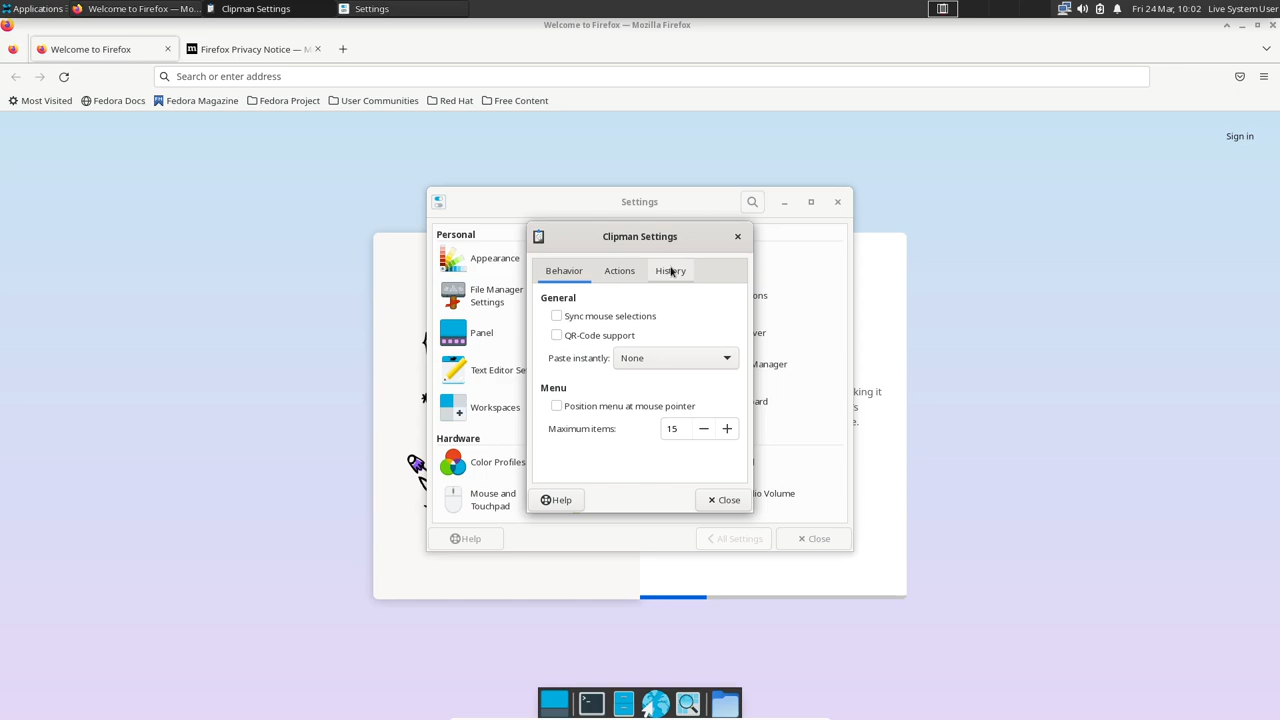 Applications
Welcome to Firefox — Mo...
Clipman Settings
Settings
Fri 24 Mar, 10:02
Live System User
Welcome to Firefox — Mozilla Firefox
Welcome to Firefox
Firefox Privacy Notice — M
Search or enter address
Most Visited
Fedora Docs
Fedora Magazine
Fedora Project
User Communities
Red Hat
Free Content
Sign in
Settings
Personal
Appearance
File Manager
Settings
Panel
Text Editor Se
Workspaces
Hardware
Color Profiles
Mouse and
Touchpad
Clipman Settings
Behavior
Actions
History
General
Sync mouse selections
QR-Code support
Paste instantly:
None
Menu
Position menu at mouse pointer
Maximum items:
15
Help
Close
ons
ver
Manager
ard
io Volume
king it
Help
All Settings
Close